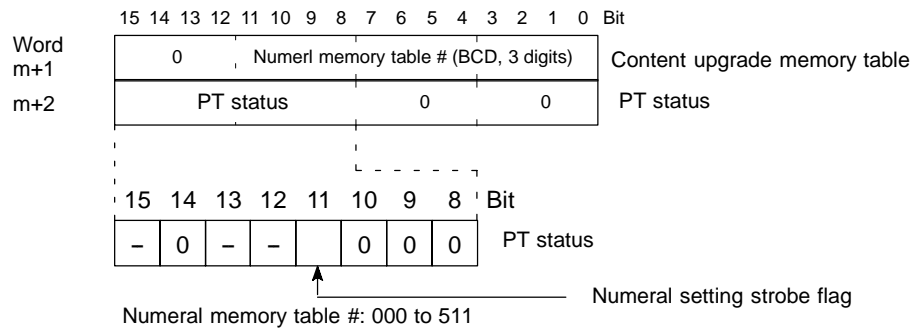 15 14 13 12 11 10 9 8 7 6 5 4 3 2 1 0 Bit
Word
m+1
0 Numerl memory table # (BCD, 3 digits) Content upgrade memory table
m+2 PT status 0 0 PT status
15 14 13 12 11 10 9 8 Bit
– 0 – – 0 0 0 PT status
Numeral setting strobe flag
Numeral memory table #: 000 to 511